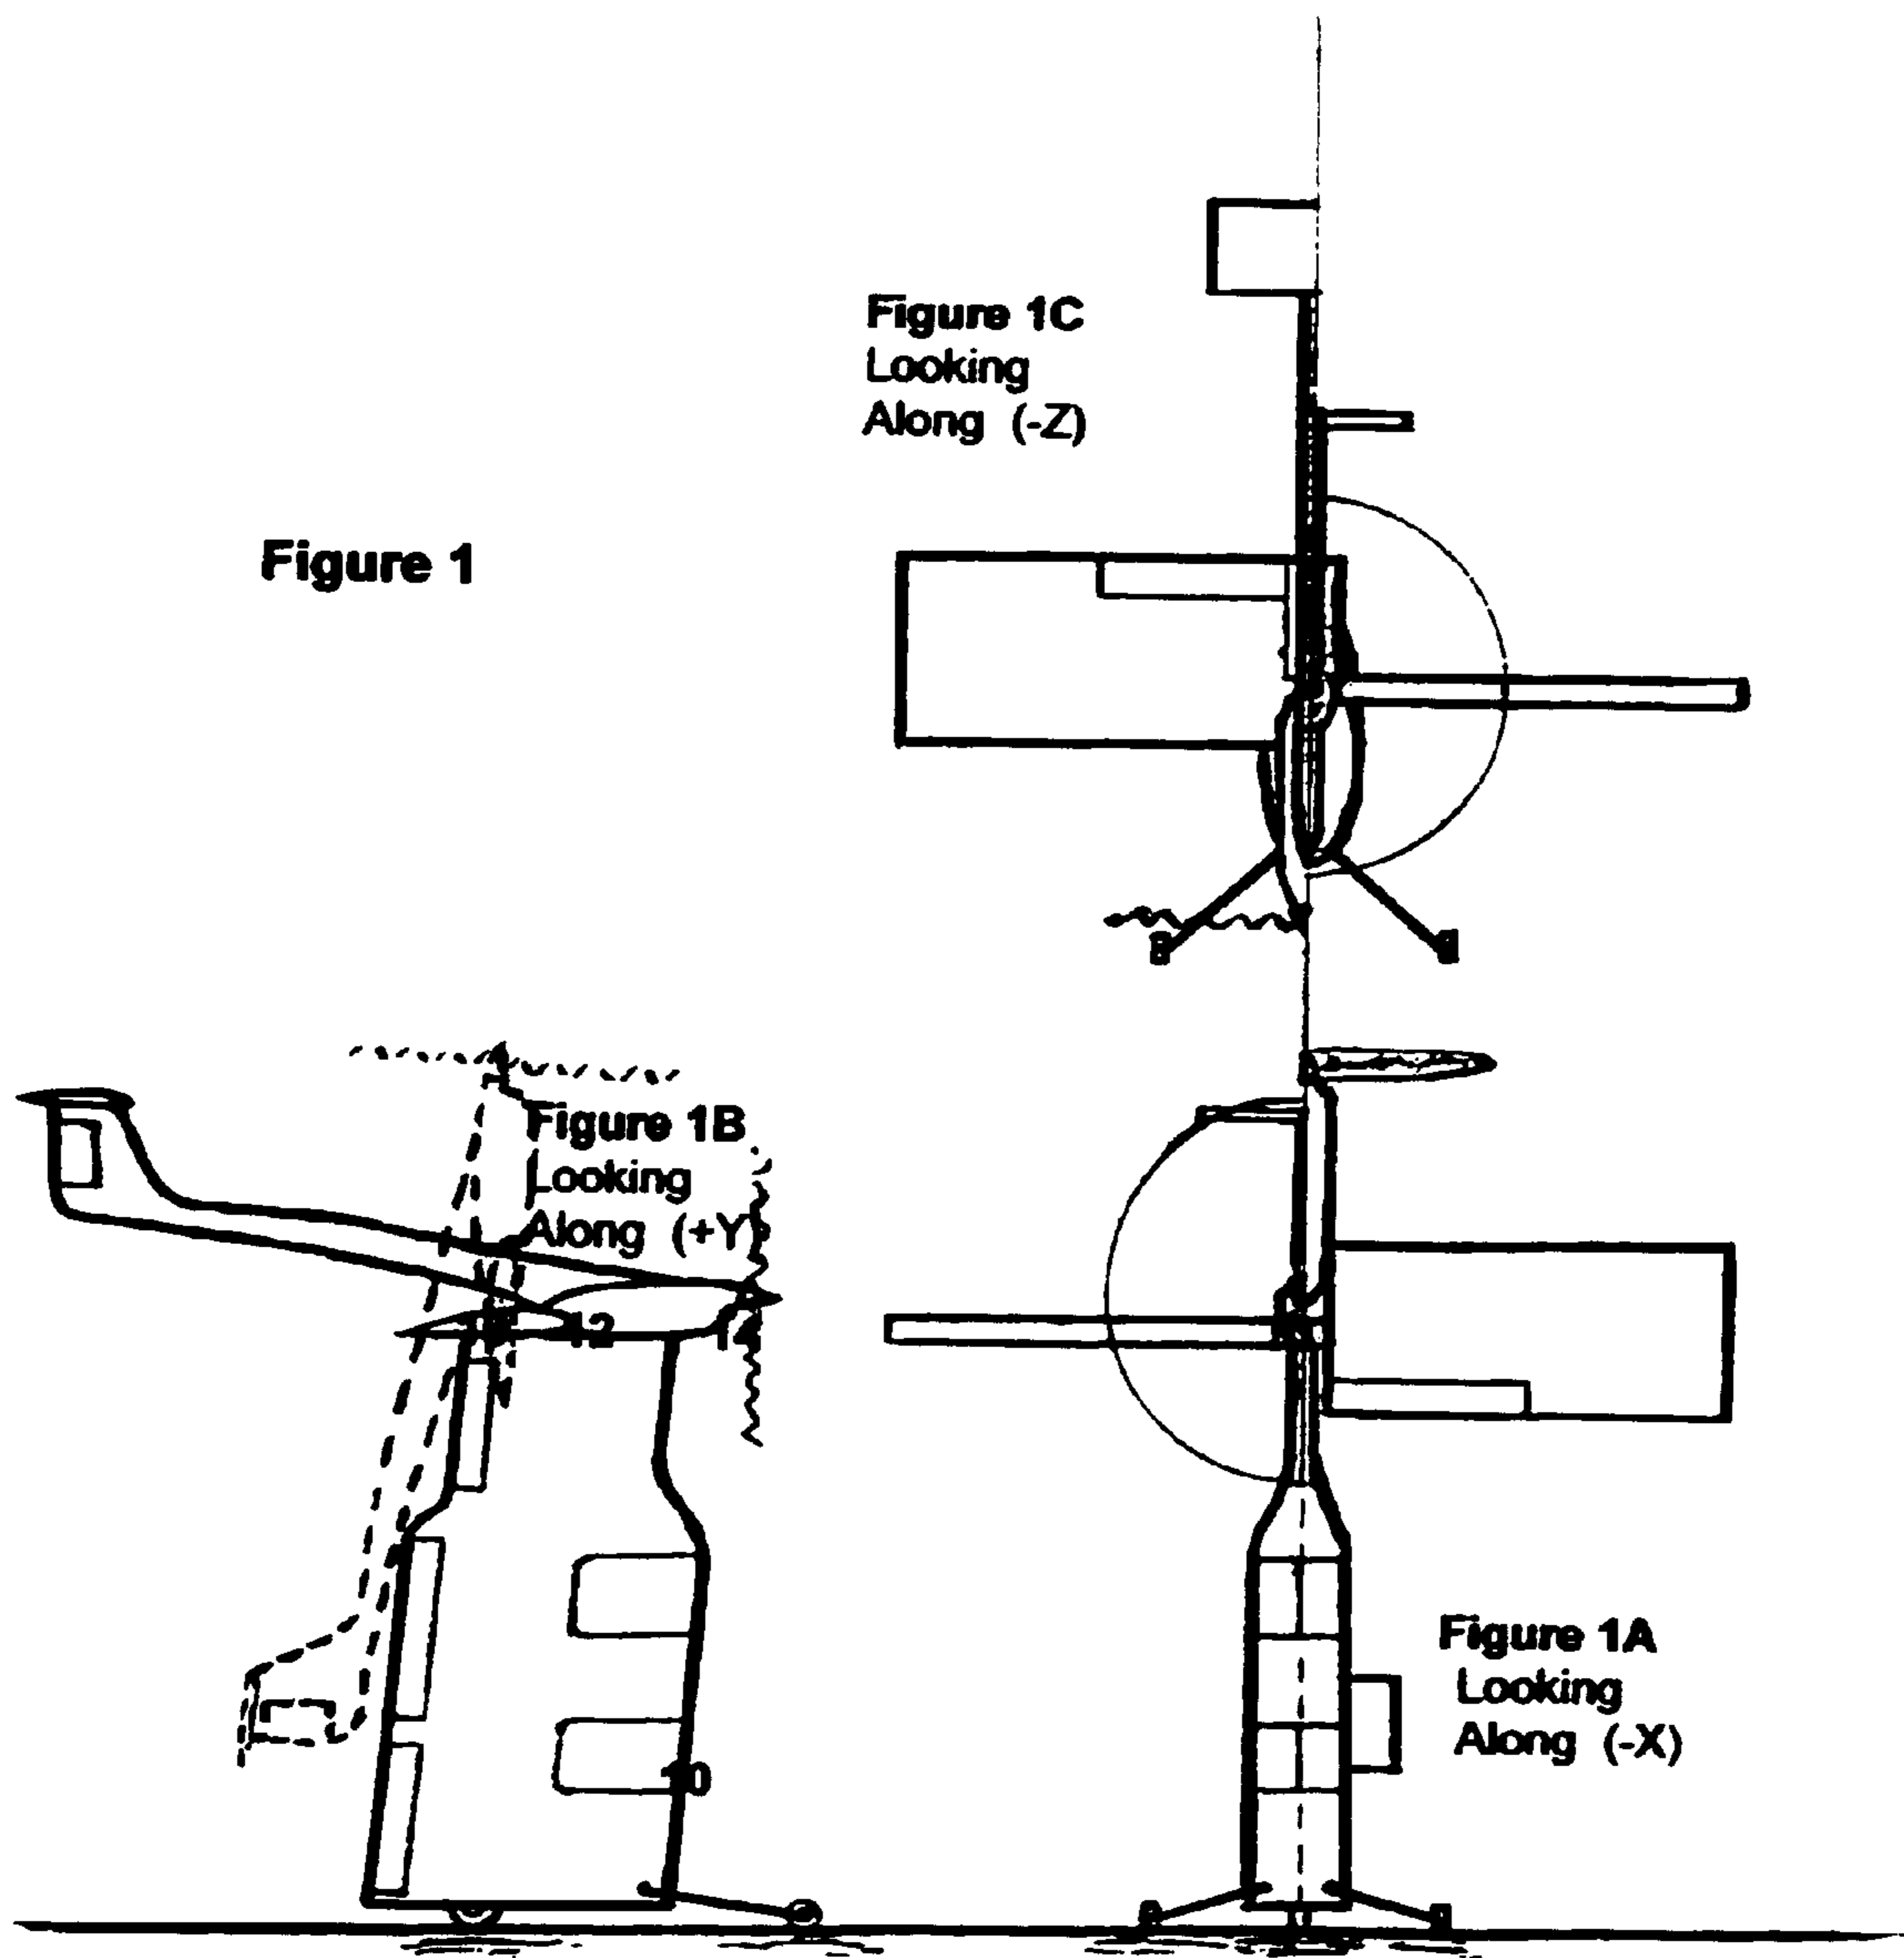 Figure 1C
Looking
Along (-Z)
Figure 1
Figure 1B
Looking
Along (+Y)
12
14
Figure 1A
Looking
Along (-X)
10